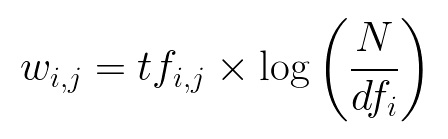 w_{i,j} = tf_{i,j} × log(N/df_i)